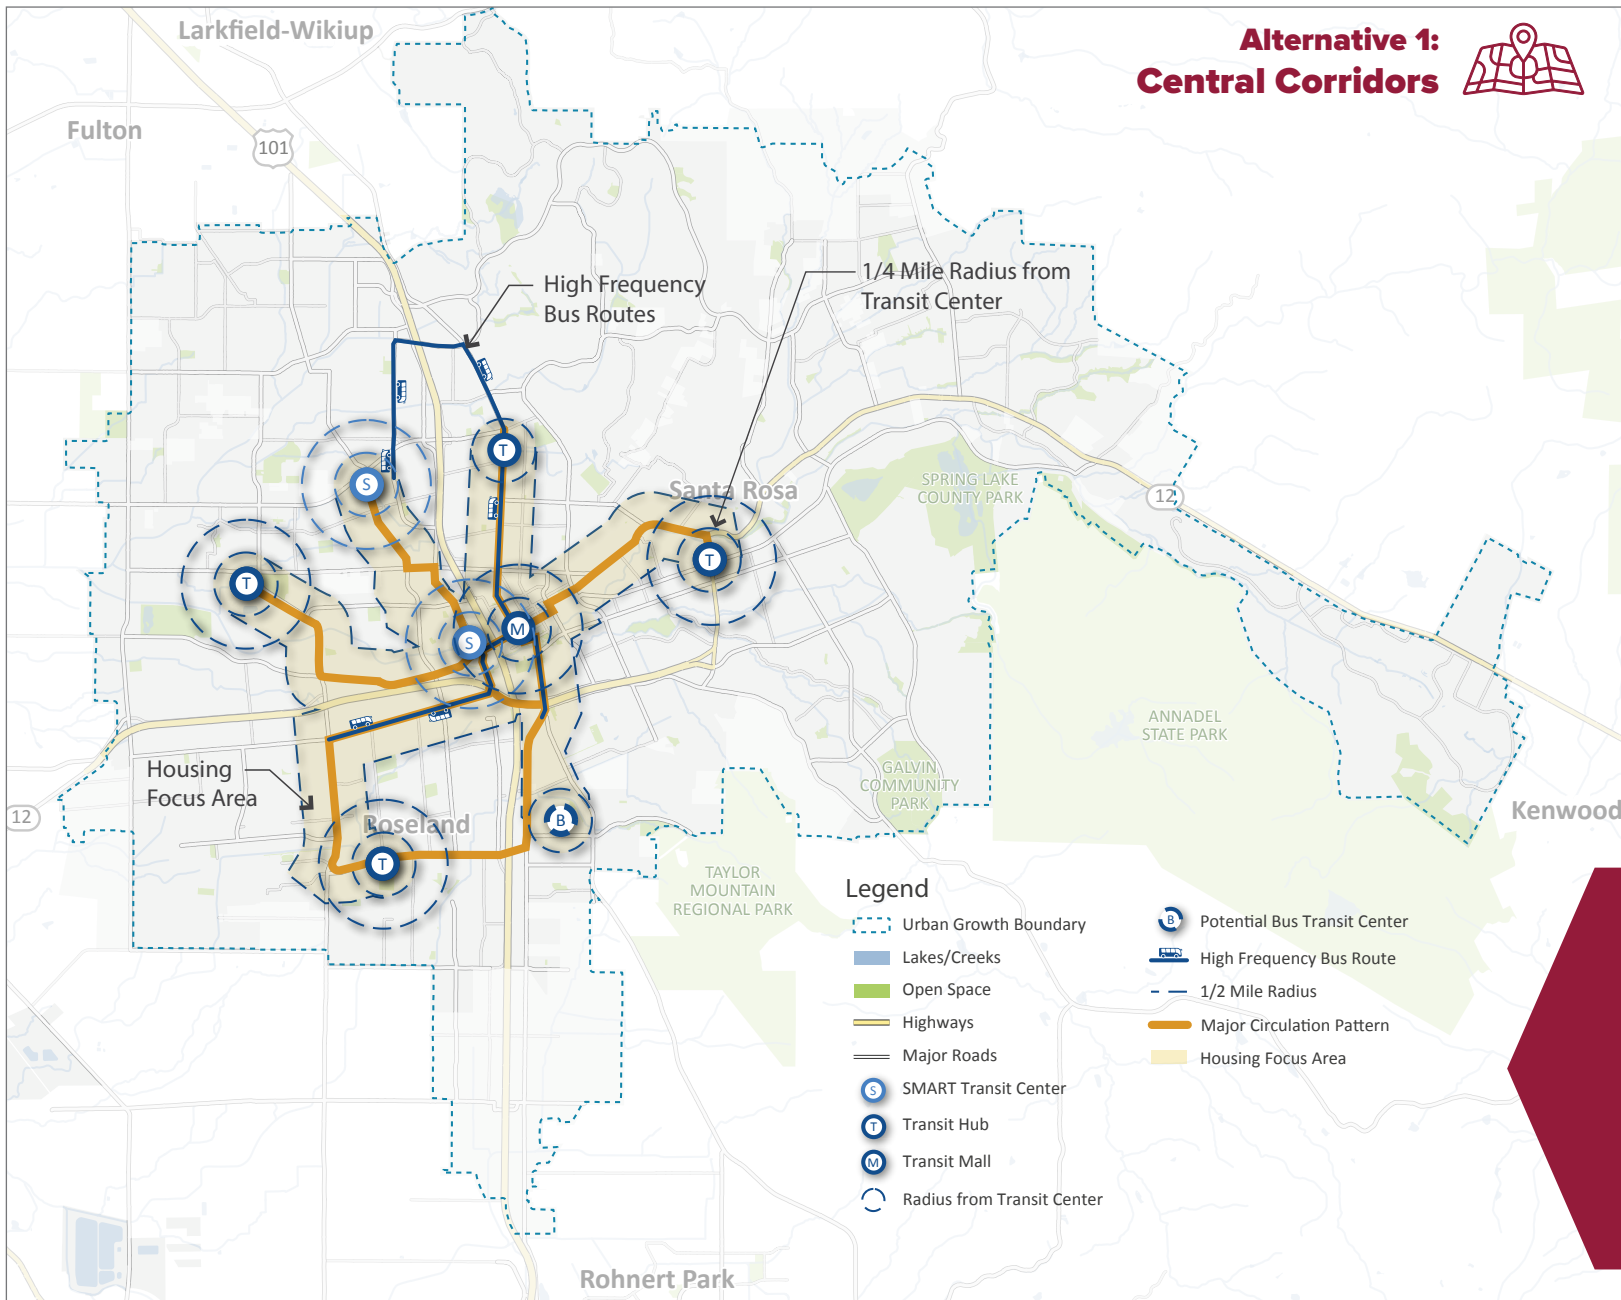 Alternative 1:
Central Corridors
Larkfield-Wikiup
Fulton
101
High Frequency
Bus Routes
1/4 Mile Radius from
Transit Center
T
S
Santa Rosa
SPRING LAKE
COUNTY PARK
12
T
T
M
S
ANNADEL
STATE PARK
Housing
Focus Area
GALVIN
COMMUNITY
PARK
12
Kenwood
Roseland
B
T
TAYLOR
MOUNTAIN
REGIONAL PARK
Legend
Urban Growth Boundary
Lakes/Creeks
Open Space
Highways
Major Roads
S SMART Transit Center
T Transit Hub
M Transit Mall
Radius from Transit Center
B Potential Bus Transit Center
High Frequency Bus Route
1/2 Mile Radius
Major Circulation Pattern
Housing Focus Area
Rohnert Park